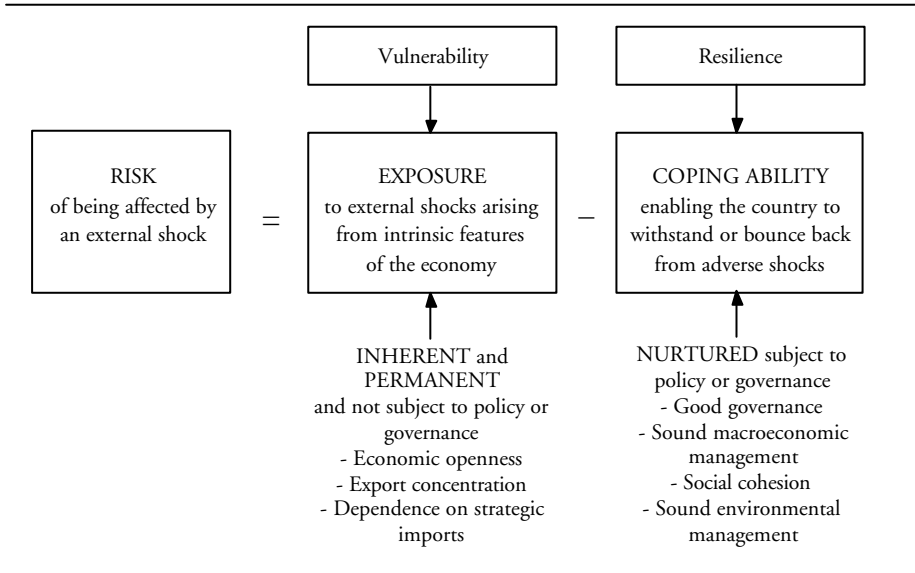 Vulnerability
Resilience
RISK
of being affected by
an external shock
=
EXPOSURE
to external shocks arising
from intrinsic features
of the economy
–
COPING ABILITY
enabling the country to
withstand or bounce back
from adverse shocks
INHERENT and
PERMANENT
and not subject to policy or
governance
- Economic openness
- Export concentration
- Dependence on strategic
imports
NURTURED subject to
policy or governance
- Good governance
- Sound macroeconomic
management
- Social cohesion
- Sound environmental
management